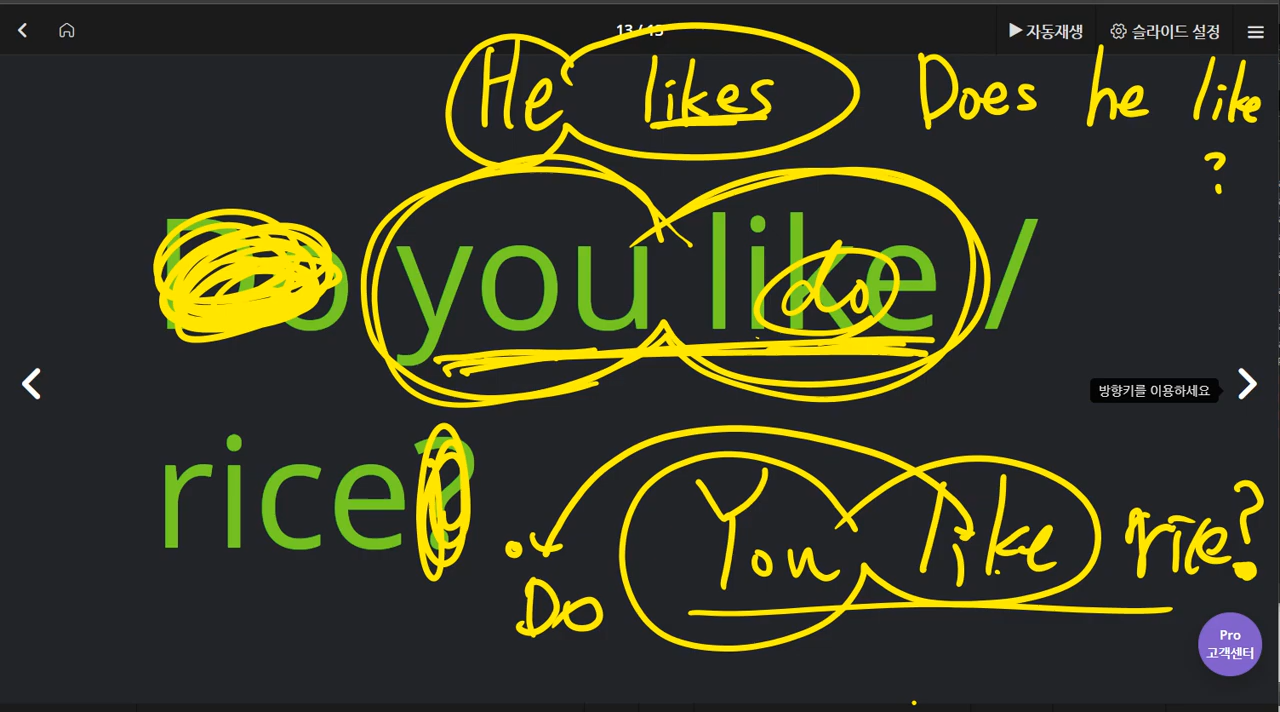 13 / 13
▶ 자동재생
슬라이드 설정
He likes Does he like
?
Do you like /
do
방향키를 이용하세요
rice?
You like rice?
Do
Pro
고객센터